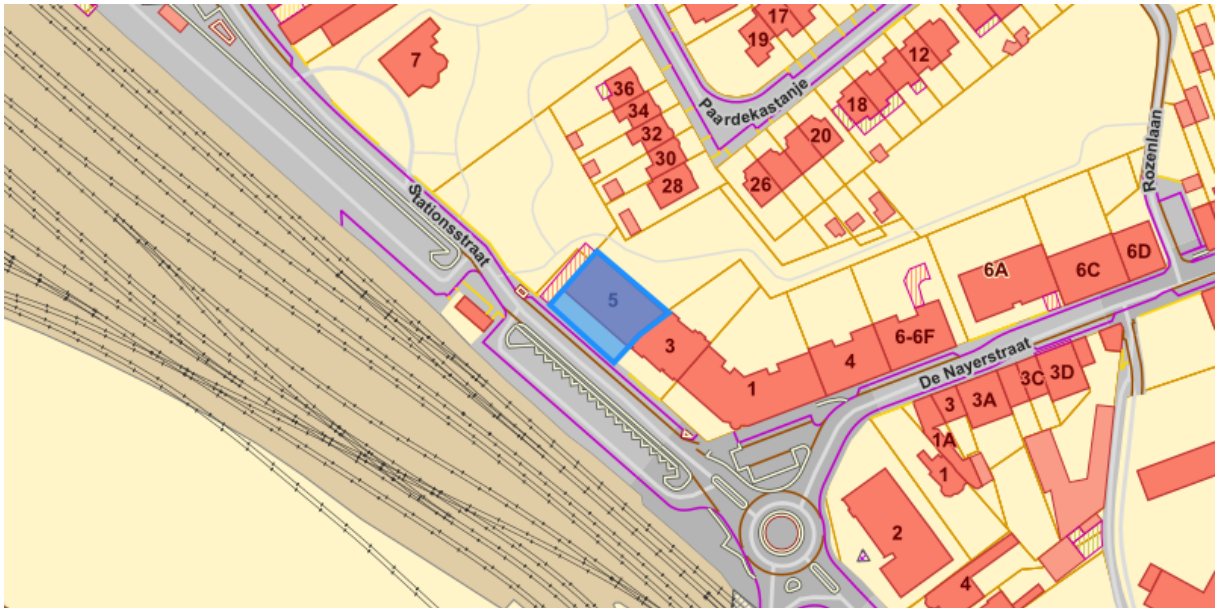 17
19
7
12
36
18
34
Paardekastanje
32
20
30
26
28
Rozenlaan
Stationsstraat
6D
6A
6C
5
3
6-6F
4
De Nayerstraat
1
3C
3D
3
3A
1A
1
2
4